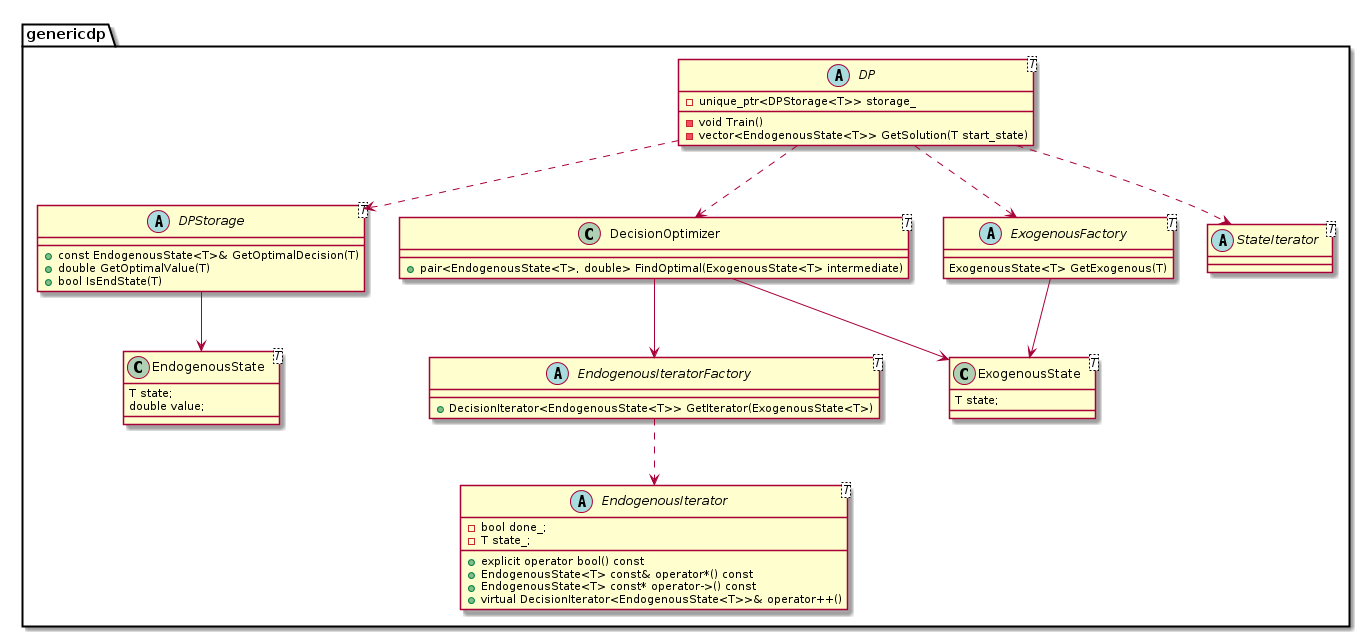 genericdp
T
A DP
unique_ptr<DPStorage<T>> storage_
void Train()
vector<EndogenousState<T>> GetSolution(T start_state)
T
A DPStorage
const EndogenousState<T>& GetOptimalDecision(T)
double GetOptimalValue(T)
bool IsEndState(T)
T
C DecisionOptimizer
pair<EndogenousState<T>, double> FindOptimal(ExogenousState<T> intermediate)
T
A ExogenousFactory
ExogenousState<T> GetExogenous(T)
T
A StateIterator
T
C EndogenousState
T state;
double value;
T
A EndogenousIteratorFactory
DecisionIterator<EndogenousState<T>> GetIterator(ExogenousState<T>)
T
C ExogenousState
T state;
T
A EndogenousIterator
bool done_;
T state_;
explicit operator bool() const
EndogenousState<T> const& operator*() const
EndogenousState<T> const* operator->() const
virtual DecisionIterator<EndogenousState<T>>& operator++()